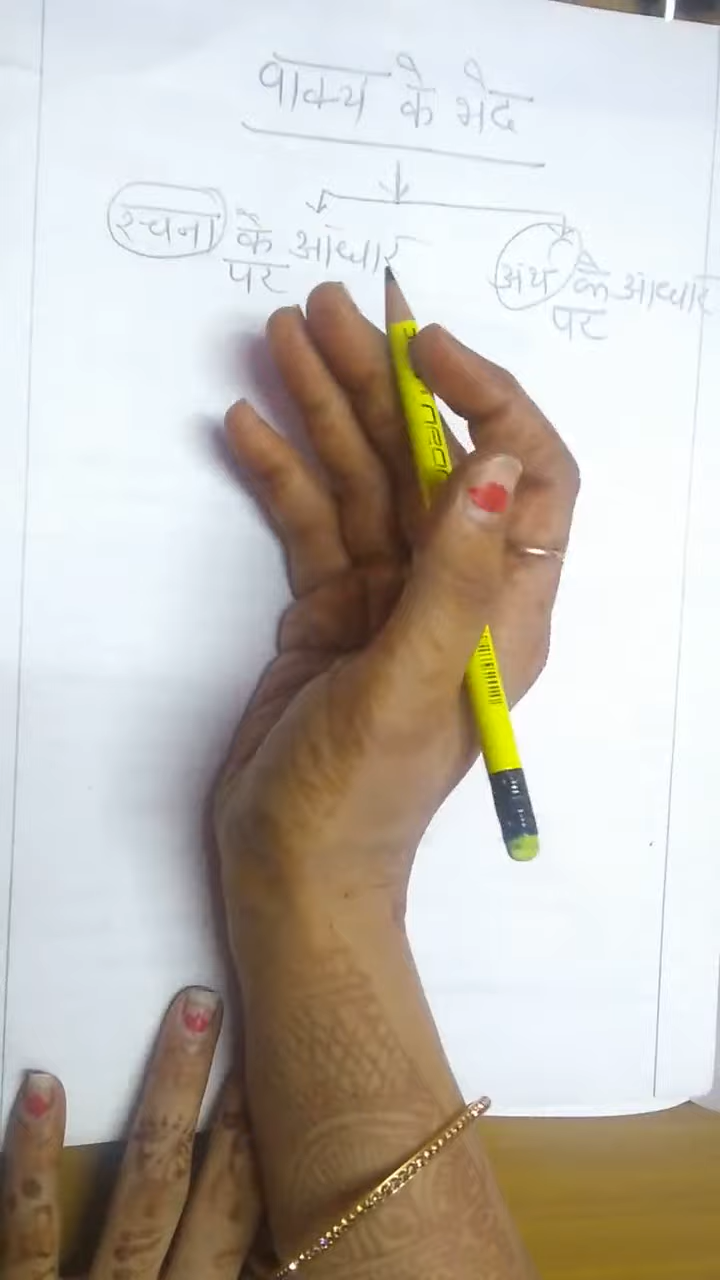 वाक्य के भेद
रचना के आधार
पर
अर्थ के आधार
पर